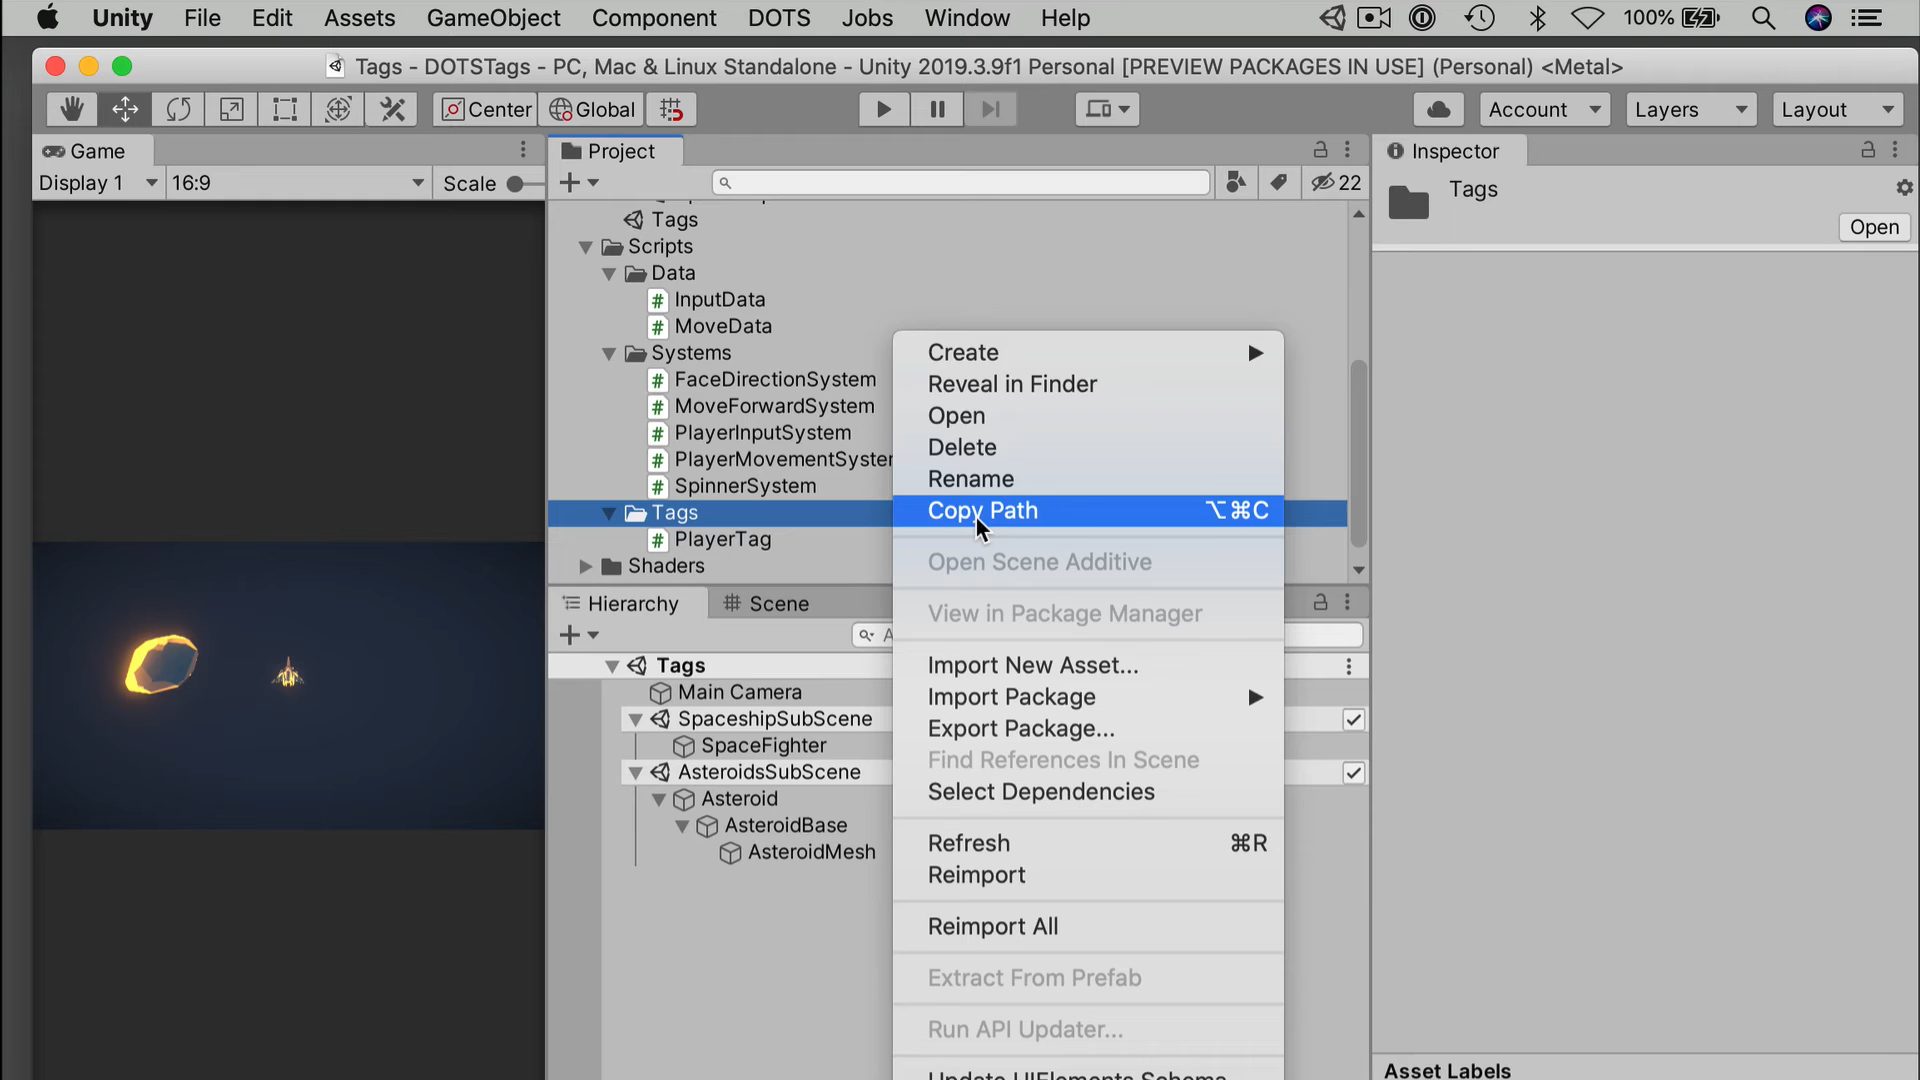 Unity File Edit Assets GameObject Component DOTS Jobs Window Help 100%
Tags - DOTSTags - PC, Mac & Linux Standalone - Unity 2019.3.9f1 Personal [PREVIEW PACKAGES IN USE] (Personal) <Metal>
Center Global Account Layers Layout
Game
Display 1 16:9 Scale
Project
22
Tags
Scripts
Data
InputData
MoveData
Systems
FaceDirectionSystem
MoveForwardSystem
PlayerInputSystem
PlayerMovementSystem
SpinnerSystem
Tags
PlayerTag
Shaders
Hierarchy Scene
Tags
Main Camera
SpaceshipSubScene
SpaceFighter
AsteroidsSubScene
Asteroid
AsteroidBase
AsteroidMesh
Create
Reveal in Finder
Open
Delete
Rename
Copy Path ⌥⌘C
Open Scene Additive
View in Package Manager
Import New Asset...
Import Package
Export Package...
Find References In Scene
Select Dependencies
Refresh ⌘R
Reimport
Reimport All
Extract From Prefab
Run API Updater...
Update UIElements Schema
Inspector
Tags
Open
Asset Labels